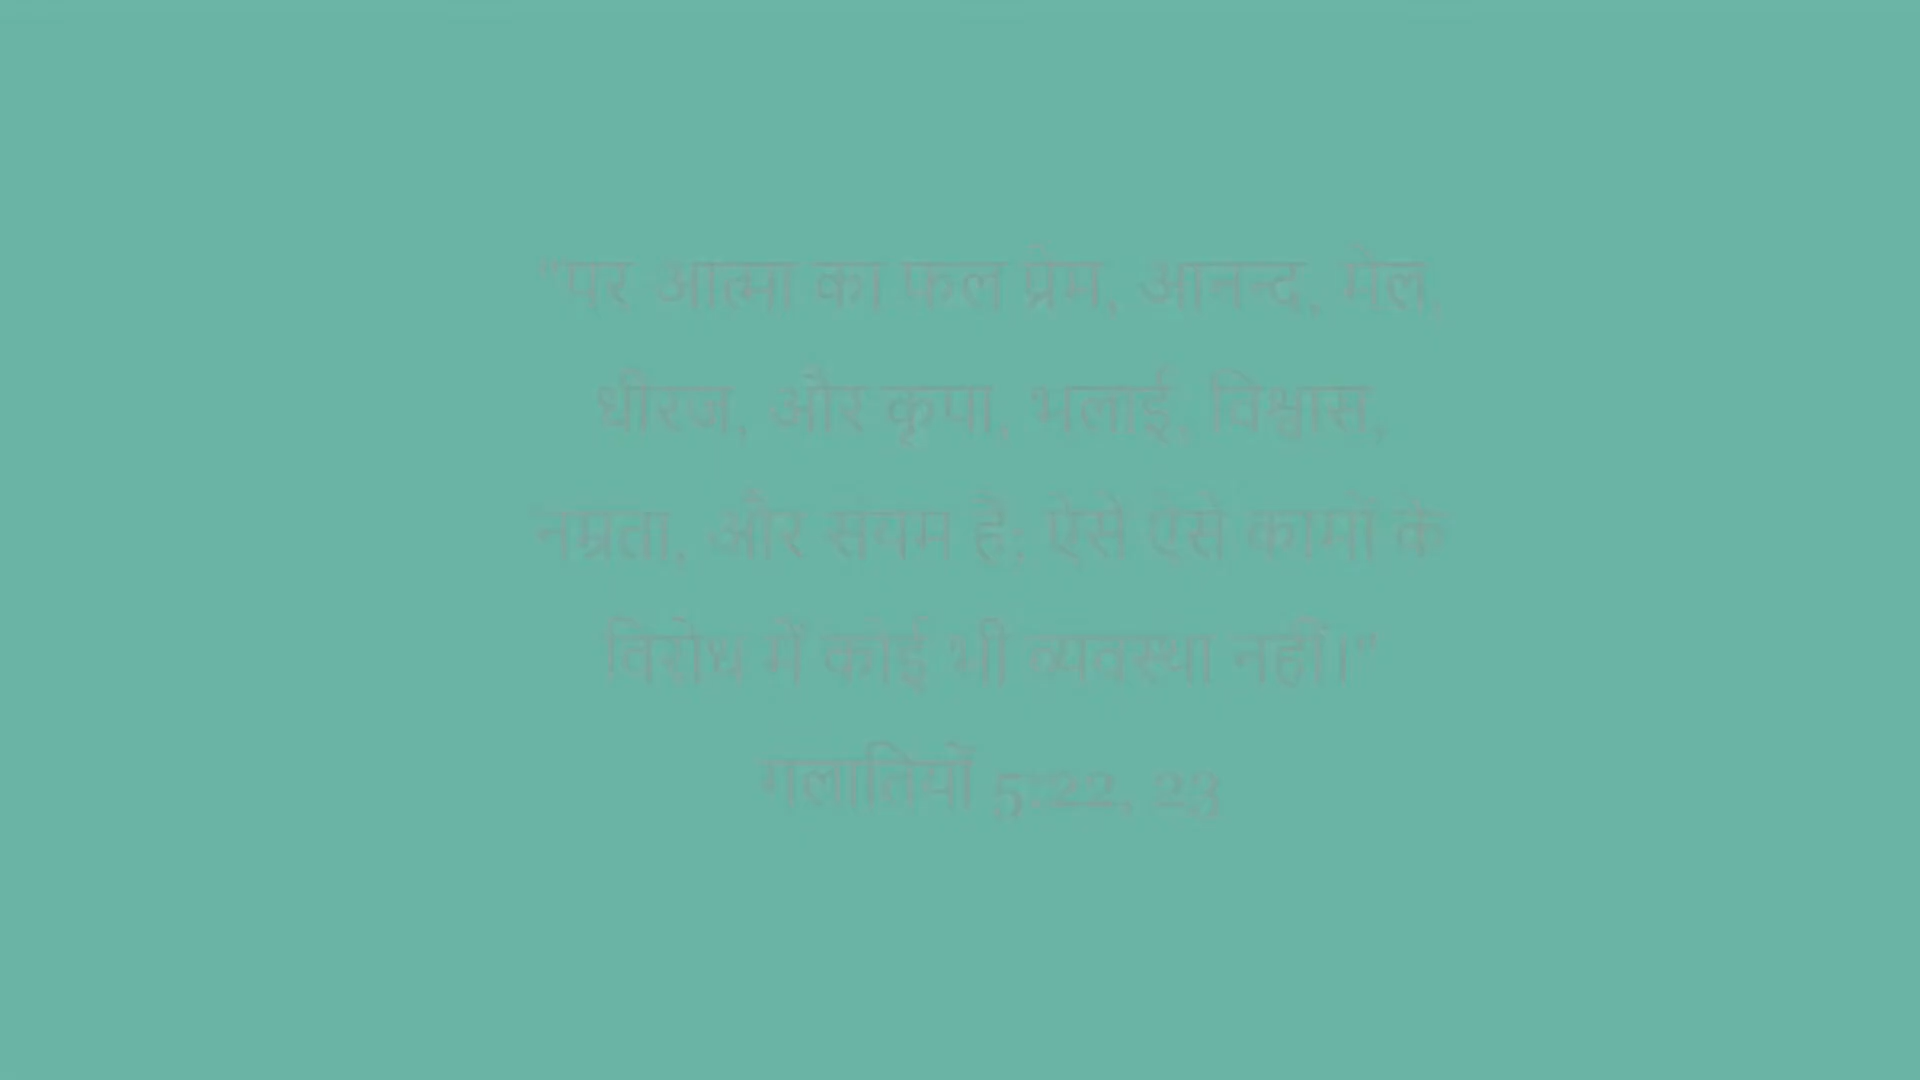 "पर आत्मा का फल प्रेम, आनन्द, मेल,
धीरज, और कृपा, भलाई, विश्वास,
नम्रता, और संयम हैं; ऐसे ऐसे कामों के
विरोध में कोई भी व्यवस्था नहीं।"
गलातियों 5:22, 23